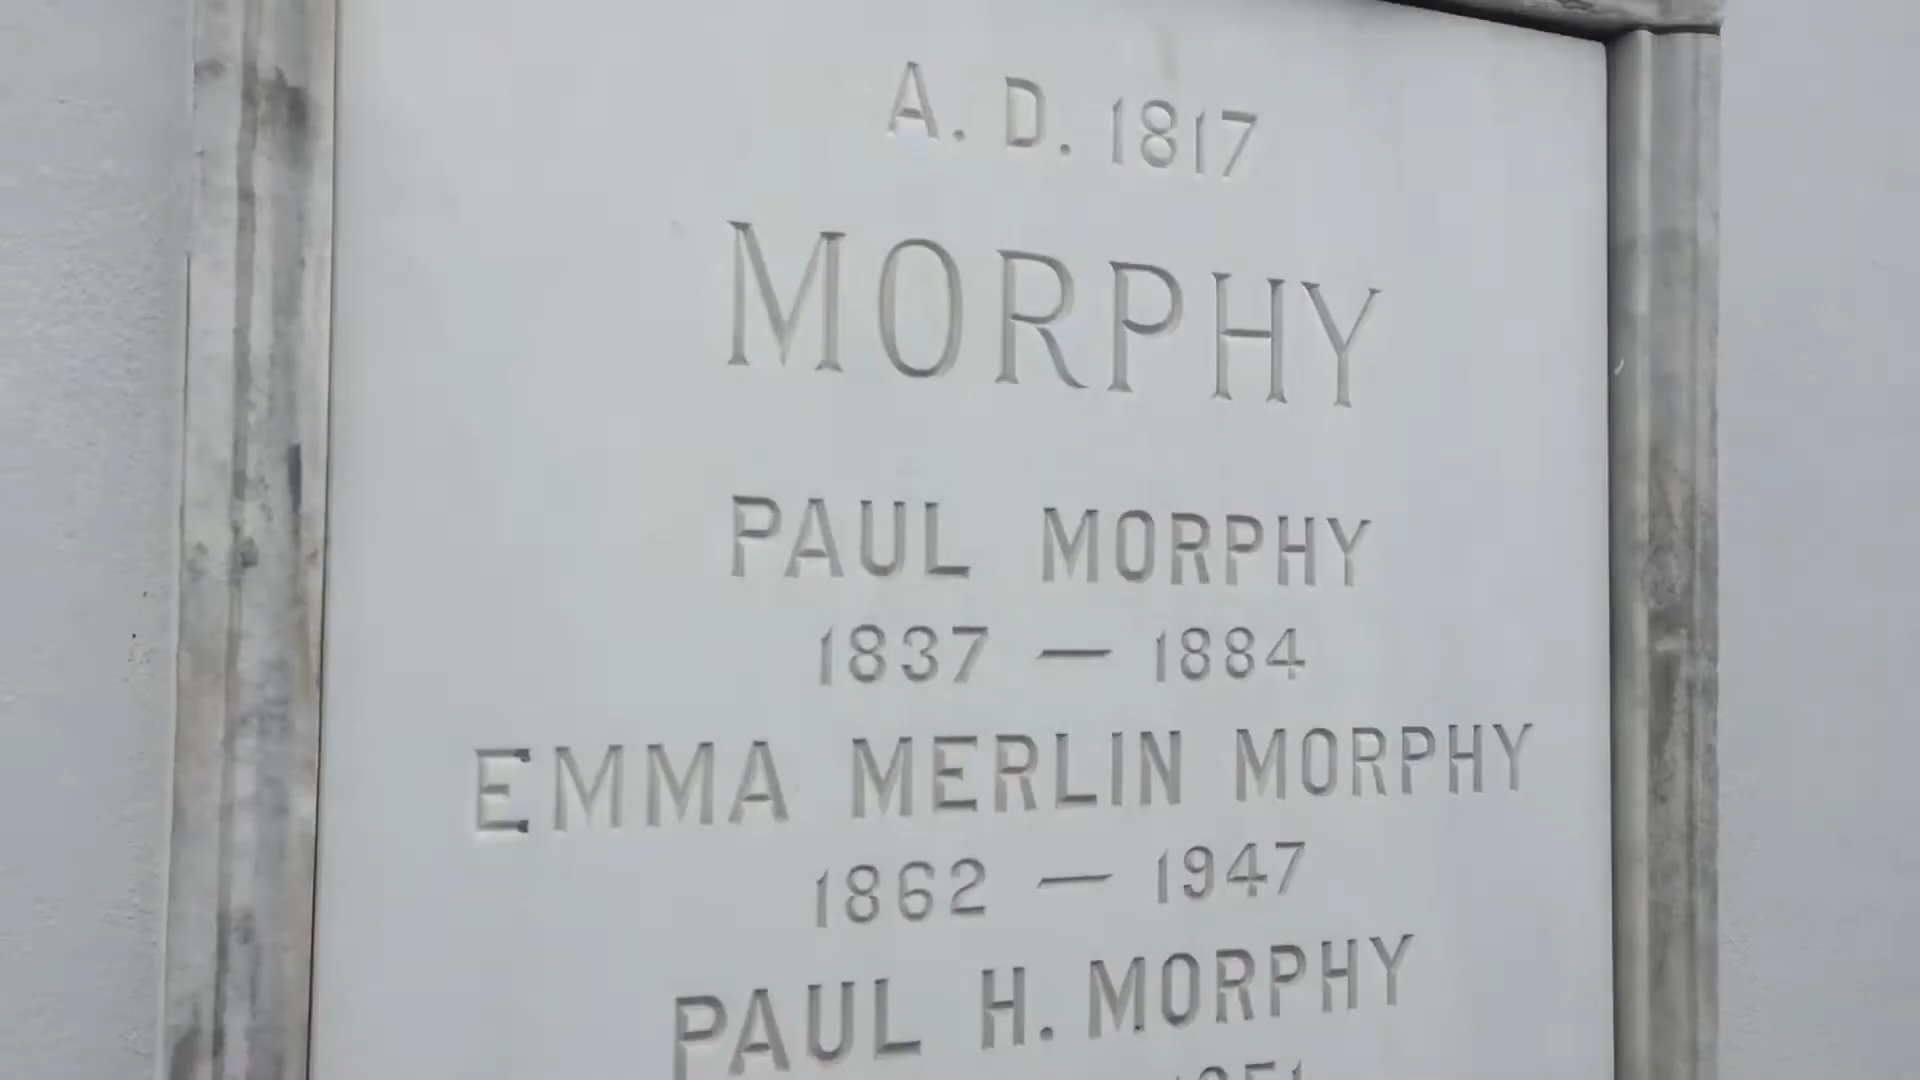 A. D. 1817
MORPHY
PAUL MORPHY
1837 — 1884
EMMA MERLIN MORPHY
1862 — 1947
PAUL H. MORPHY